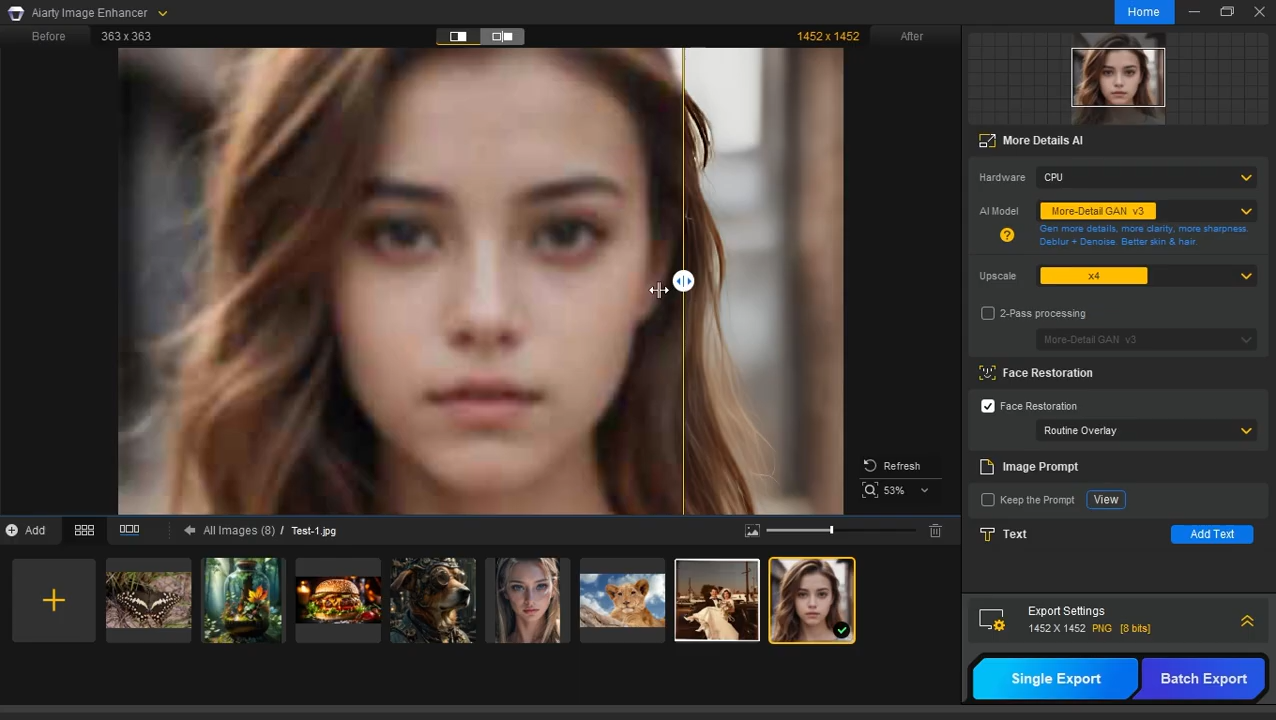 Aiarty Image Enhancer
Home
Before
363 x 363
1452 x 1452
After
More Details AI
Hardware
CPU
AI Model
More-Detail GAN v3
Gen more details, more clarity, more sharpness.
Deblur + Denoise. Better skin & hair.
?
Upscale
x4
2-Pass processing
More-Detail GAN v3
Face Restoration
Face Restoration
Routine Overlay
Refresh
53%
Image Prompt
Keep the Prompt
View
Add
All Images (8) / Test-1.jpg
Text
Add Text
Export Settings
1452 X 1452 PNG [8 bits]
Single Export
Batch Export